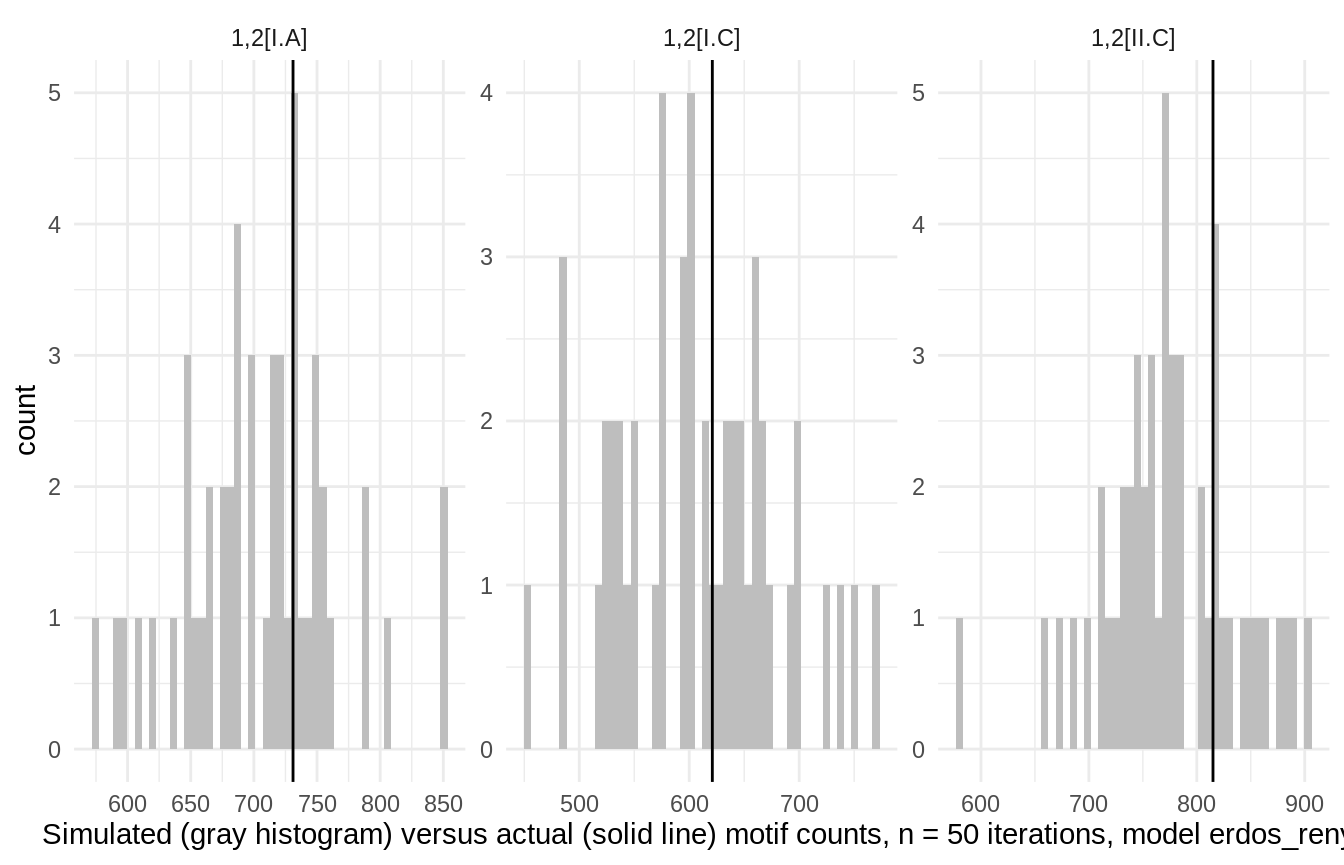 1,2[I.A] 1,2[I.C] 1,2[II.C]
5 4 5
4 3 4
3 2 3
2 1 2
1 0 1
0 0
count
600 650 700 750 800 850 500 600 700 600 700 800 900
Simulated (gray histogram) versus actual (solid line) motif counts, n = 50 iterations, model